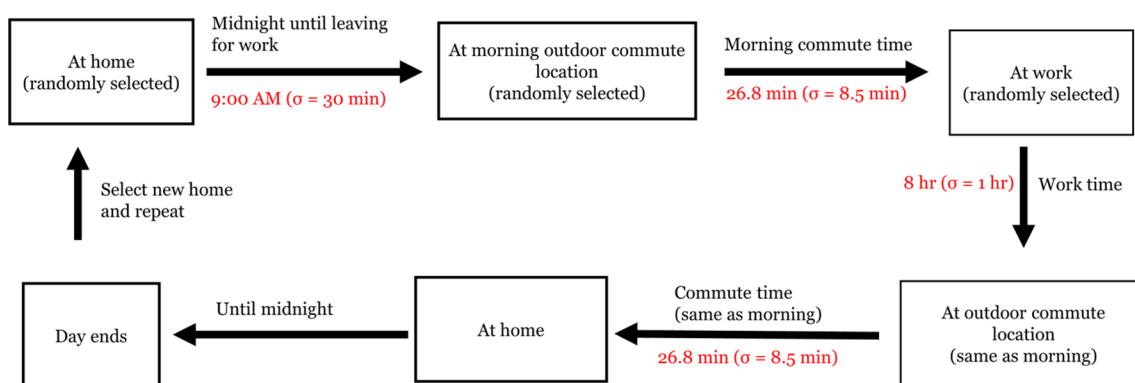 At home
(randomly selected)
Midnight until leaving
for work
9:00 AM (σ = 30 min)
At morning outdoor commute
location
(randomly selected)
Morning commute time
26.8 min (σ = 8.5 min)
At work
(randomly selected)
8 hr (σ = 1 hr)
Work time
At outdoor commute
location
(same as morning)
Commute time
(same as morning)
26.8 min (σ = 8.5 min)
At home
Until midnight
Day ends
Select new home
and repeat